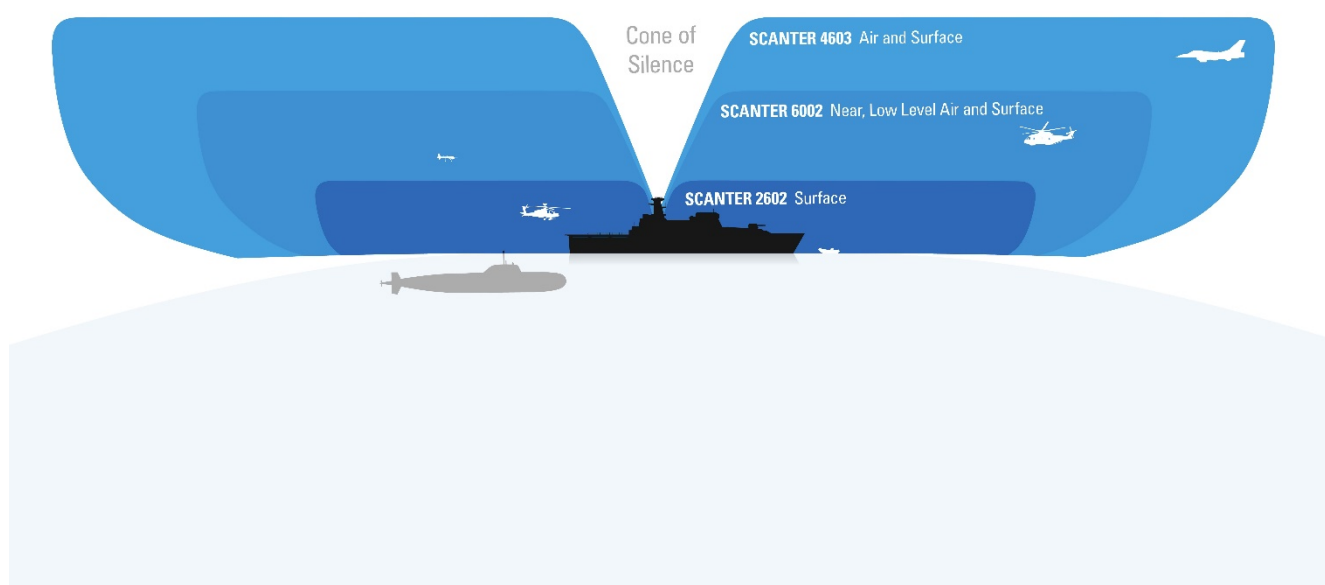 Cone of
Silence
SCANTER 4603 Air and Surface
SCANTER 6002 Near, Low Level Air and Surface
SCANTER 2602 Surface